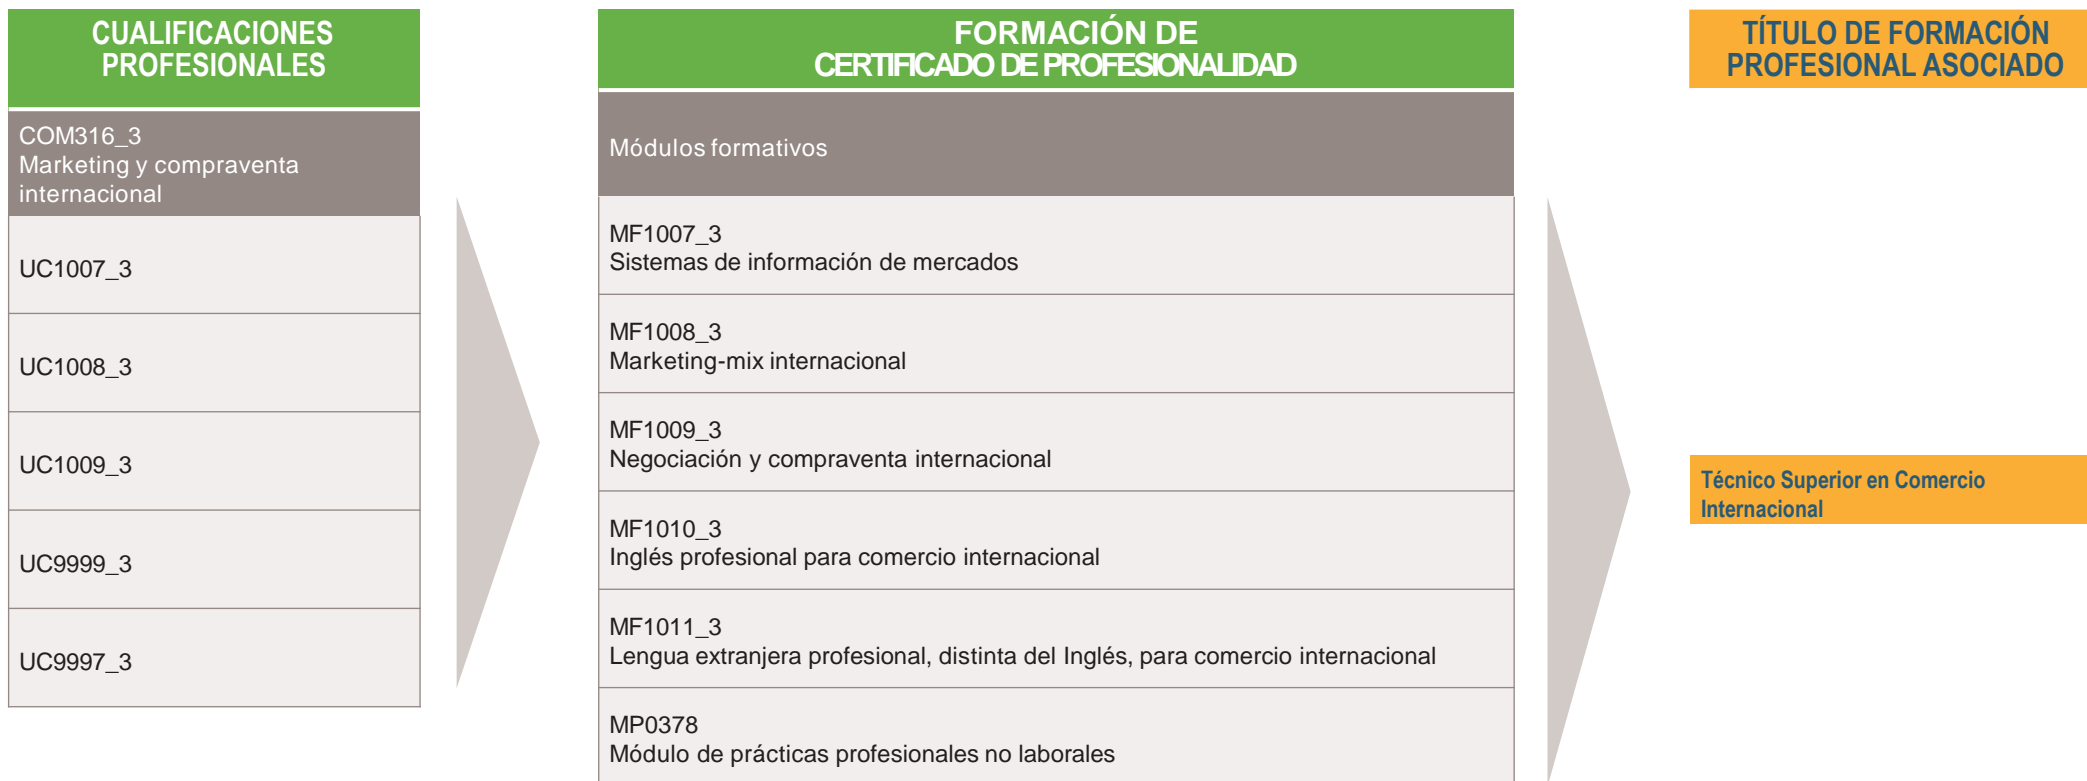 CUALIFICACIONES
PROFESIONALES
COM316_3
Marketing y compraventa
internacional
UC1007_3
UC1008_3
UC1009_3
UC9999_3
UC9997_3
FORMACIÓN DE
CERTIFICADO DE PROFESIONALIDAD
Módulos formativos
MF1007_3
Sistemas de información de mercados
MF1008_3
Marketing-mix internacional
MF1009_3
Negociación y compraventa internacional
MF1010_3
Inglés profesional para comercio internacional
MF1011_3
Lengua extranjera profesional, distinta del Inglés, para comercio internacional
MP0378
Módulo de prácticas profesionales no laborales
TÍTULO DE FORMACIÓN
PROFESIONAL ASOCIADO
Técnico Superior en Comercio
Internacional